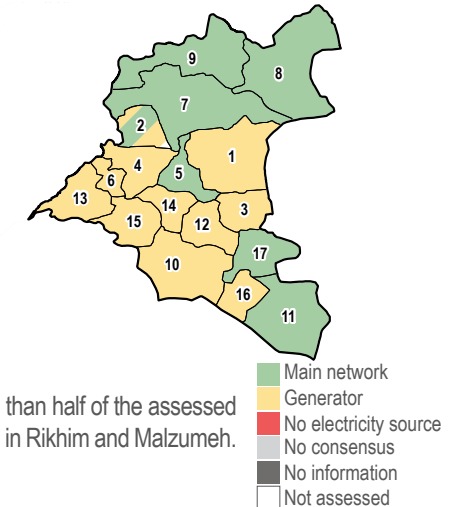 9
8
7
2
1
4
5
6
13
14
3
15
12
17
10
16
11
than half of the assessed
in Rikhim and Malzumeh.
Main network
Generator
No electricity source
No consensus
No information
Not assessed